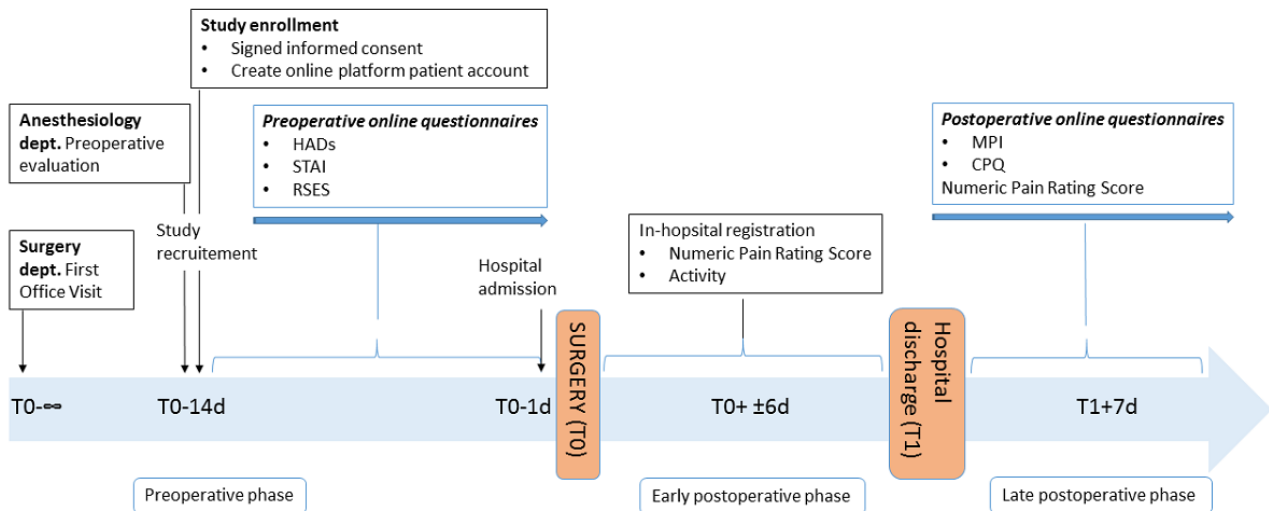 Study enrollment
• Signed informed consent
• Create online platform patient account
Anesthesiology
dept. Preoperative
evaluation
Preoperative online questionnaires
• HADs
• STAI
• RSES
Postoperative online questionnaires
• MPI
• CPQ
Numeric Pain Rating Score
Surgery
dept. First
Office Visit
Study
recruitement
Hospital
admission
In-hopsital registration
• Numeric Pain Rating Score
• Activity
T0-∞
T0-14d
T0-1d
SURGERY (T0)
T0+ ±6d
Hospital
discharge (T1)
T1+7d
Preoperative phase
Early postoperative phase
Late postoperative phase